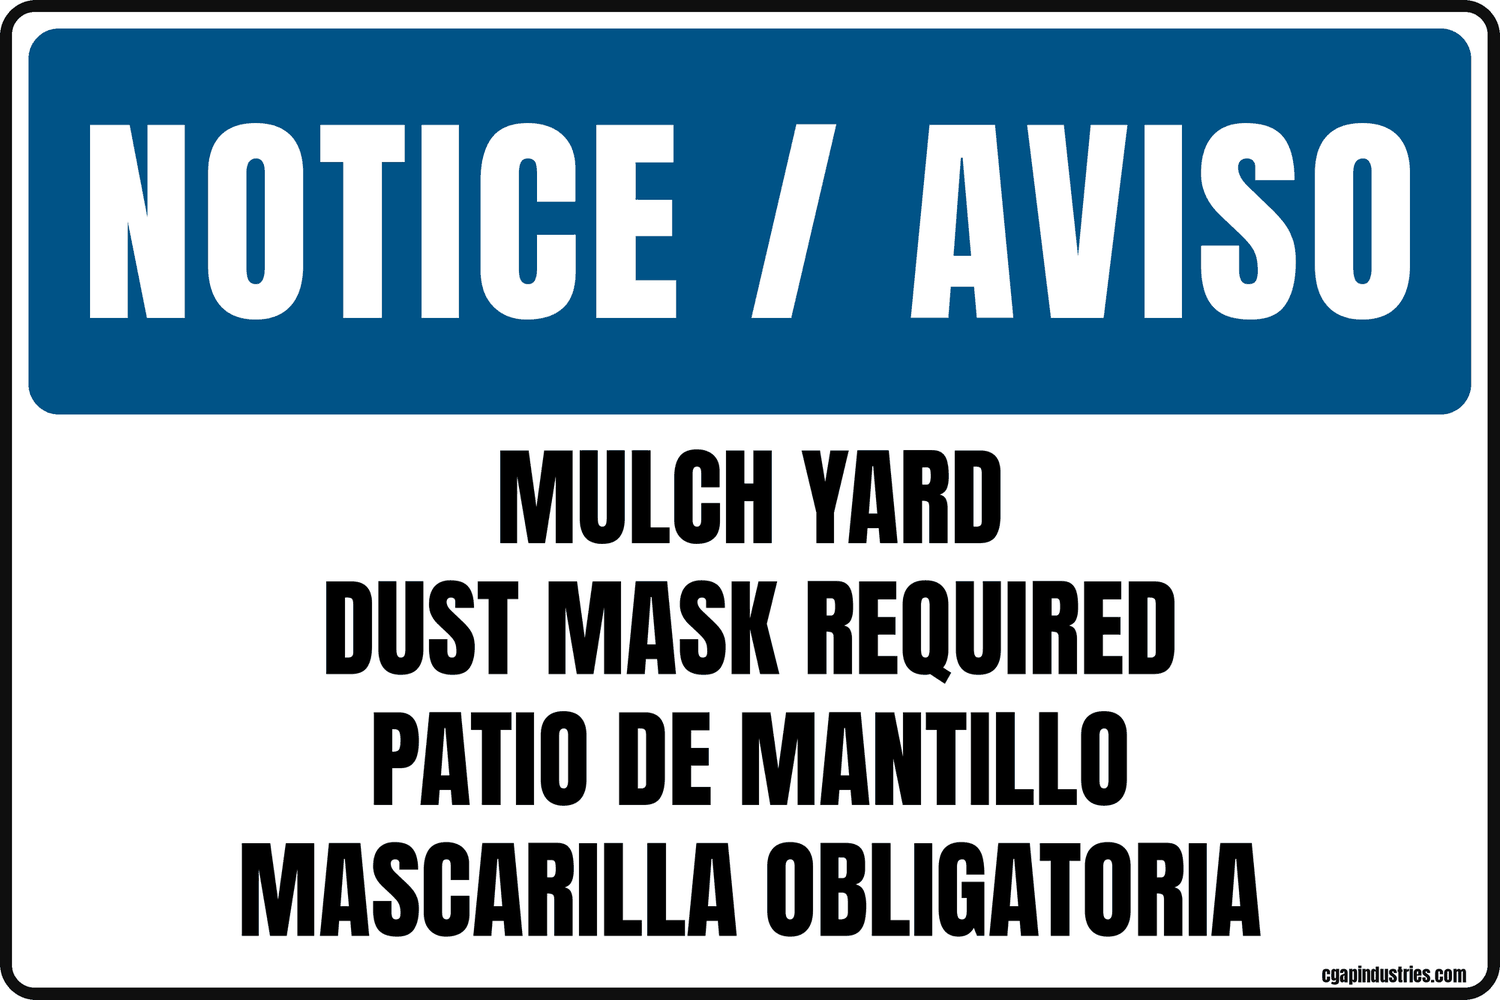 NOTICE / AVISO
MULCH YARD
DUST MASK REQUIRED
PATIO DE MANTILLO
MASCARILLA OBLIGATORIA
cgapindustries.com